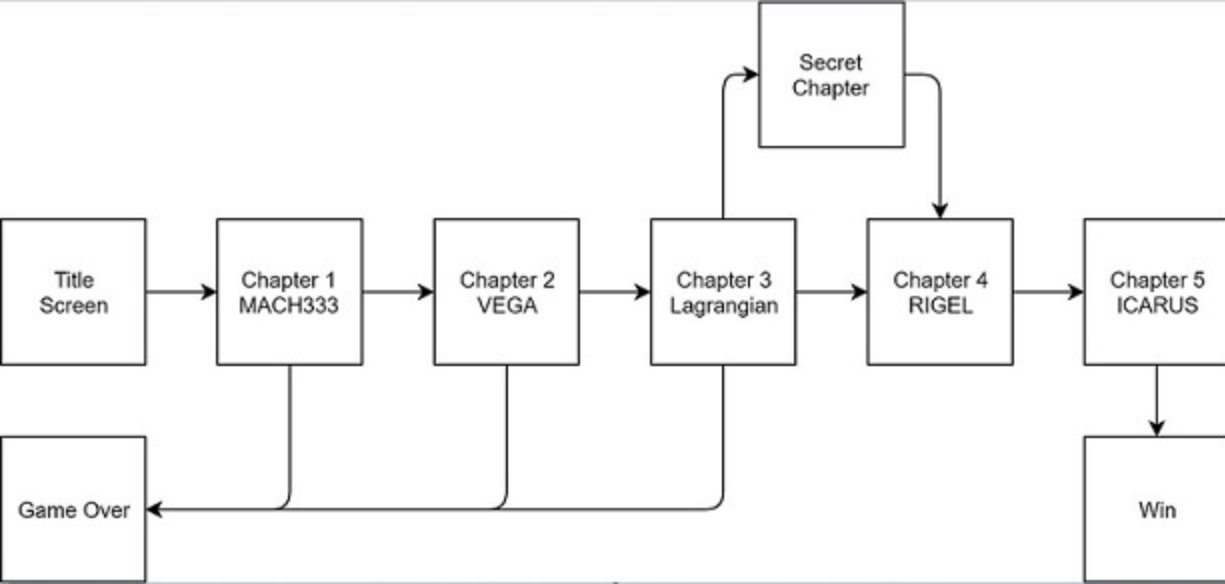 Secret
Chapter
Title
Screen
Chapter 1
MACH333
Chapter 2
VEGA
Chapter 3
Lagrangian
Chapter 4
RIGEL
Chapter 5
ICARUS
Game Over
Win